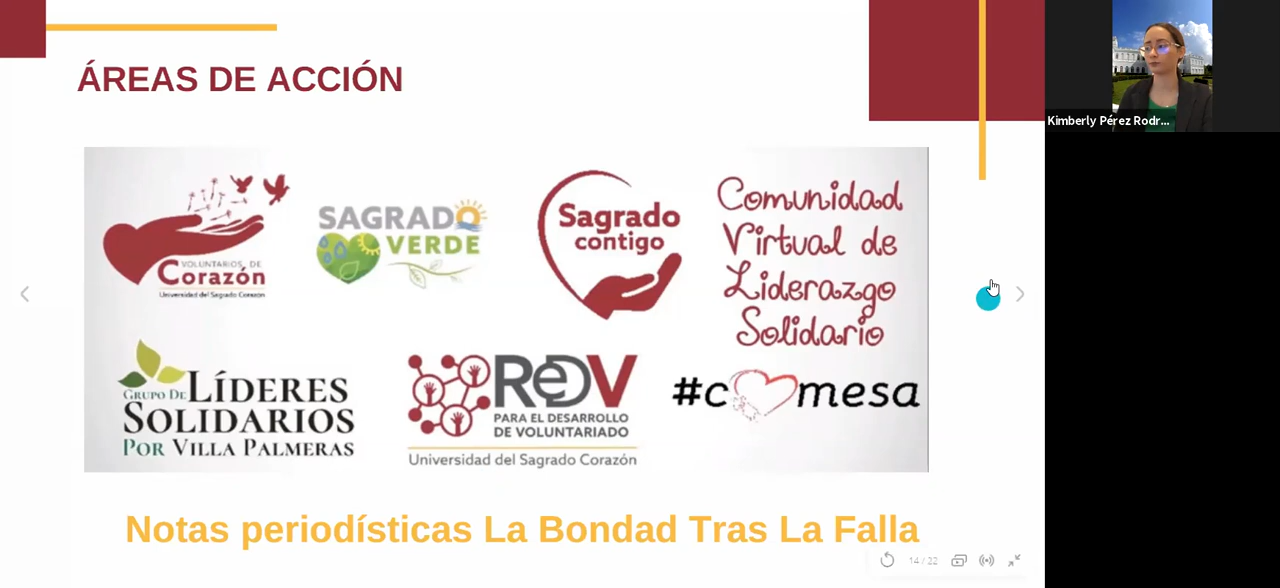 ÁREAS DE ACCIÓN
Kimberly Pérez Rodr...
VOLUNTARIOS DE
Corazón
Universidad del Sagrado Corazón
SAGRADO
VERDE
Sagrado
contigo
Comunidad
Virtual de
Liderazgo
Solidario
GRUPO DE LÍDERES
SOLIDARIOS
POR VILLA PALMERAS
ReDV
PARA EL DESARROLLO
DE VOLUNTARIADO
Universidad del Sagrado Corazón
#c mesa
Notas periodísticas La Bondad Tras La Falla
14 / 22